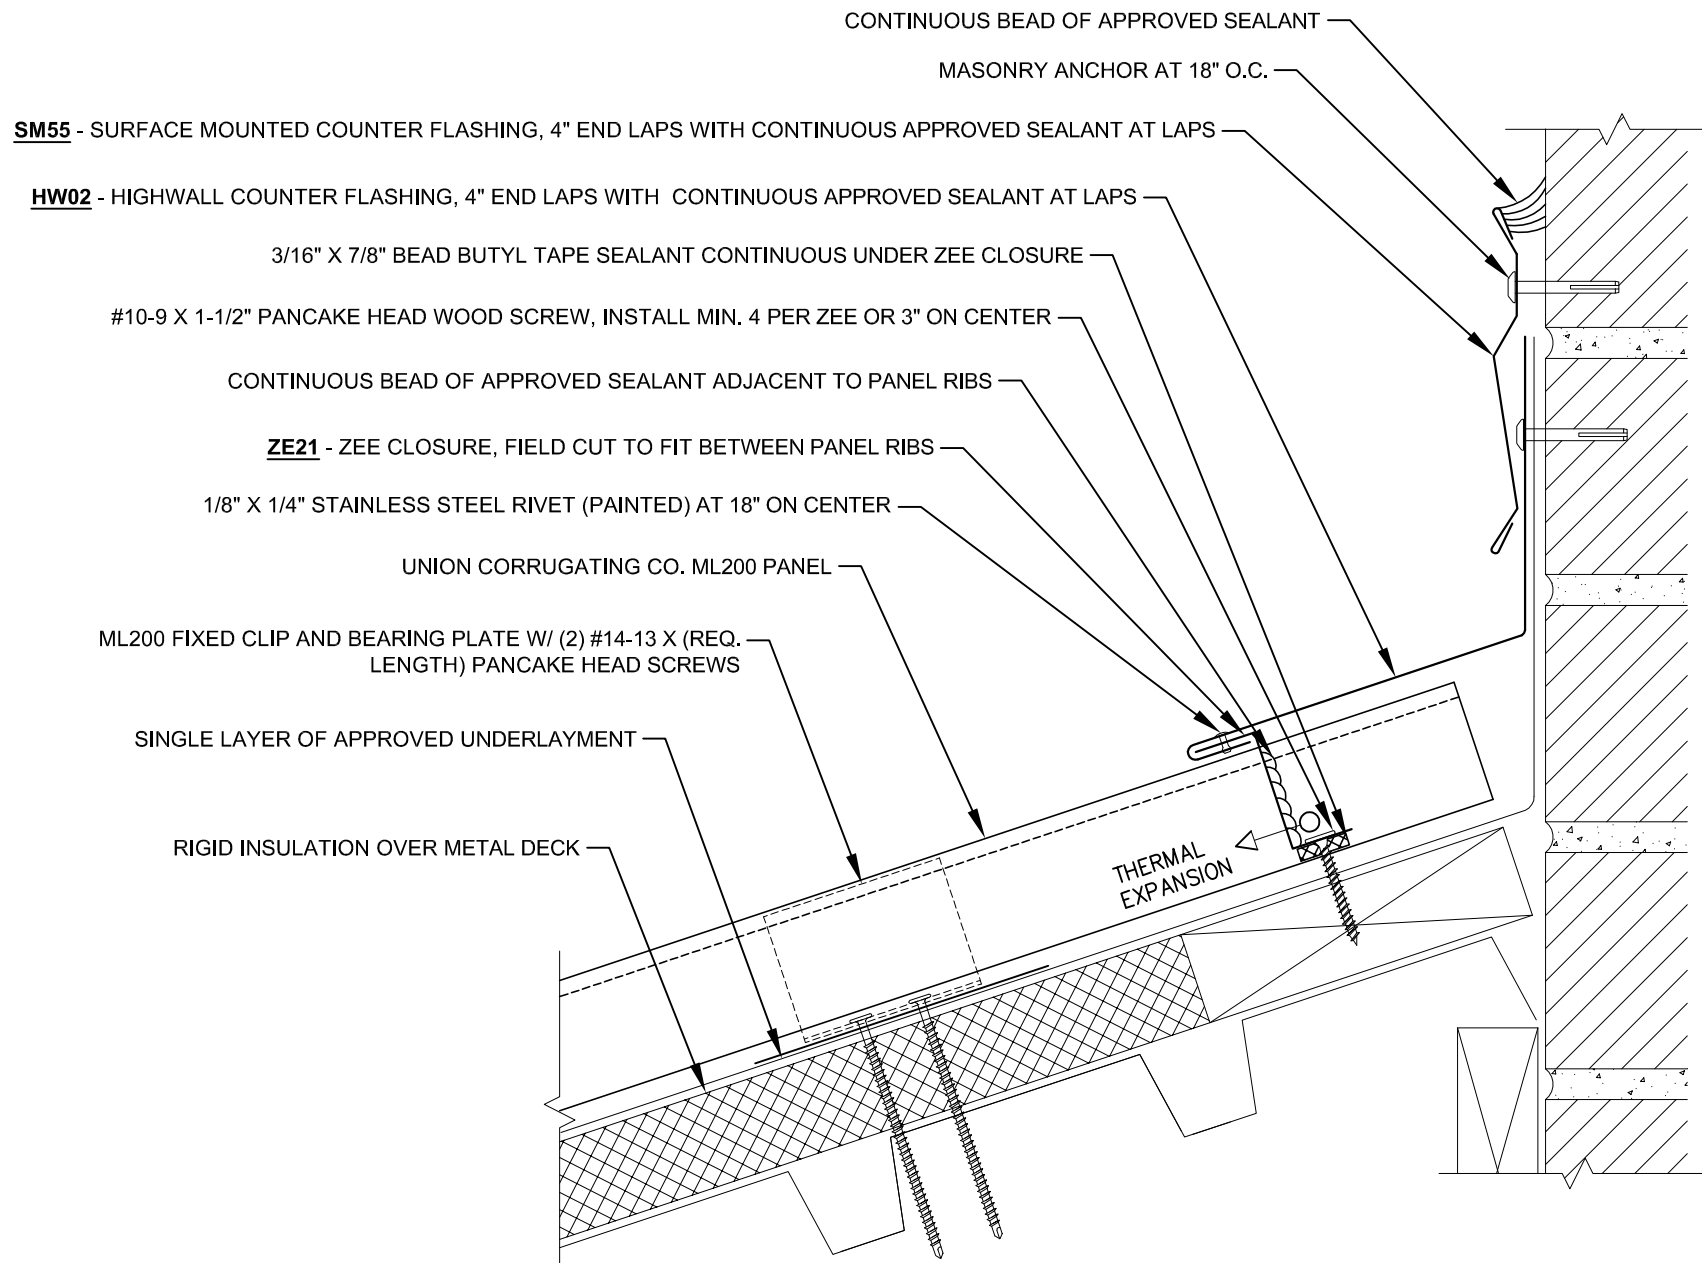 CONTINUOUS BEAD OF APPROVED SEALANT
MASONRY ANCHOR AT 18" O.C.
SM55 - SURFACE MOUNTED COUNTER FLASHING, 4" END LAPS WITH CONTINUOUS APPROVED SEALANT AT LAPS
HW02 - HIGHWALL COUNTER FLASHING, 4" END LAPS WITH CONTINUOUS APPROVED SEALANT AT LAPS
3/16" X 7/8" BEAD BUTYL TAPE SEALANT CONTINUOUS UNDER ZEE CLOSURE
#10-9 X 1-1/2" PANCAKE HEAD WOOD SCREW, INSTALL MIN. 4 PER ZEE OR 3" ON CENTER
CONTINUOUS BEAD OF APPROVED SEALANT ADJACENT TO PANEL RIBS
ZE21 - ZEE CLOSURE, FIELD CUT TO FIT BETWEEN PANEL RIBS
1/8" X 1/4" STAINLESS STEEL RIVET (PAINTED) AT 18" ON CENTER
UNION CORRUGATING CO. ML200 PANEL
ML200 FIXED CLIP AND BEARING PLATE W/ (2) #14-13 X (REQ.
LENGTH) PANCAKE HEAD SCREWS
SINGLE LAYER OF APPROVED UNDERLAYMENT
RIGID INSULATION OVER METAL DECK
THERMAL
EXPANSION